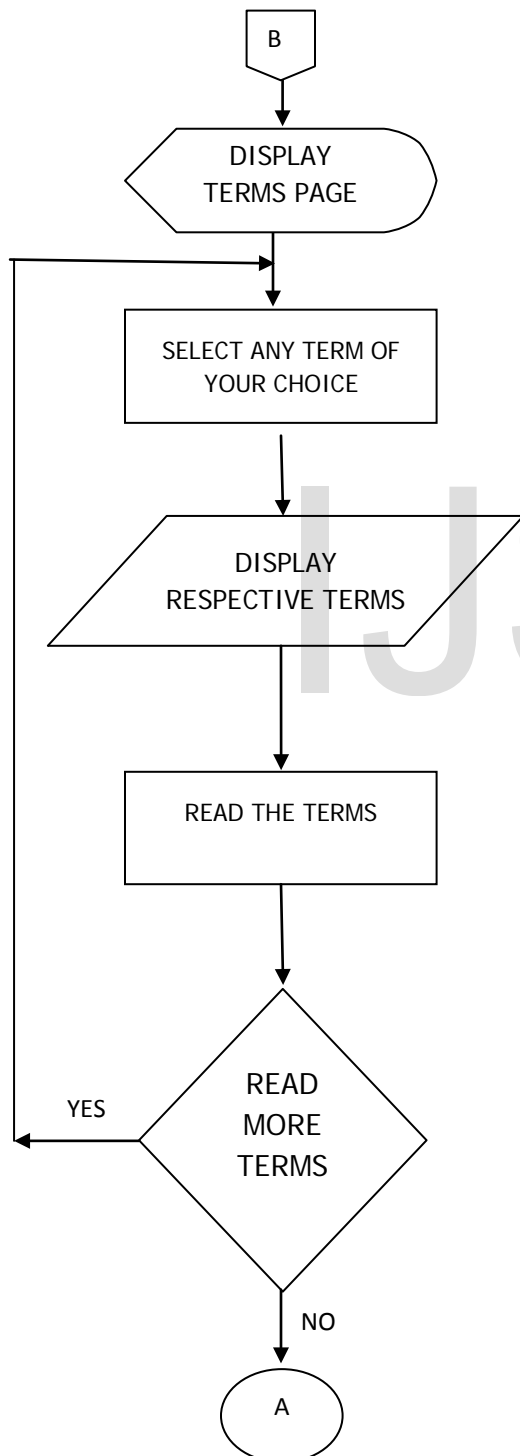 B
DISPLAY
TERMS PAGE
SELECT ANY TERM OF
YOUR CHOICE
DISPLAY
RESPECTIVE TERMS
READ THE TERMS
READ
MORE
TERMS
YES
NO
A